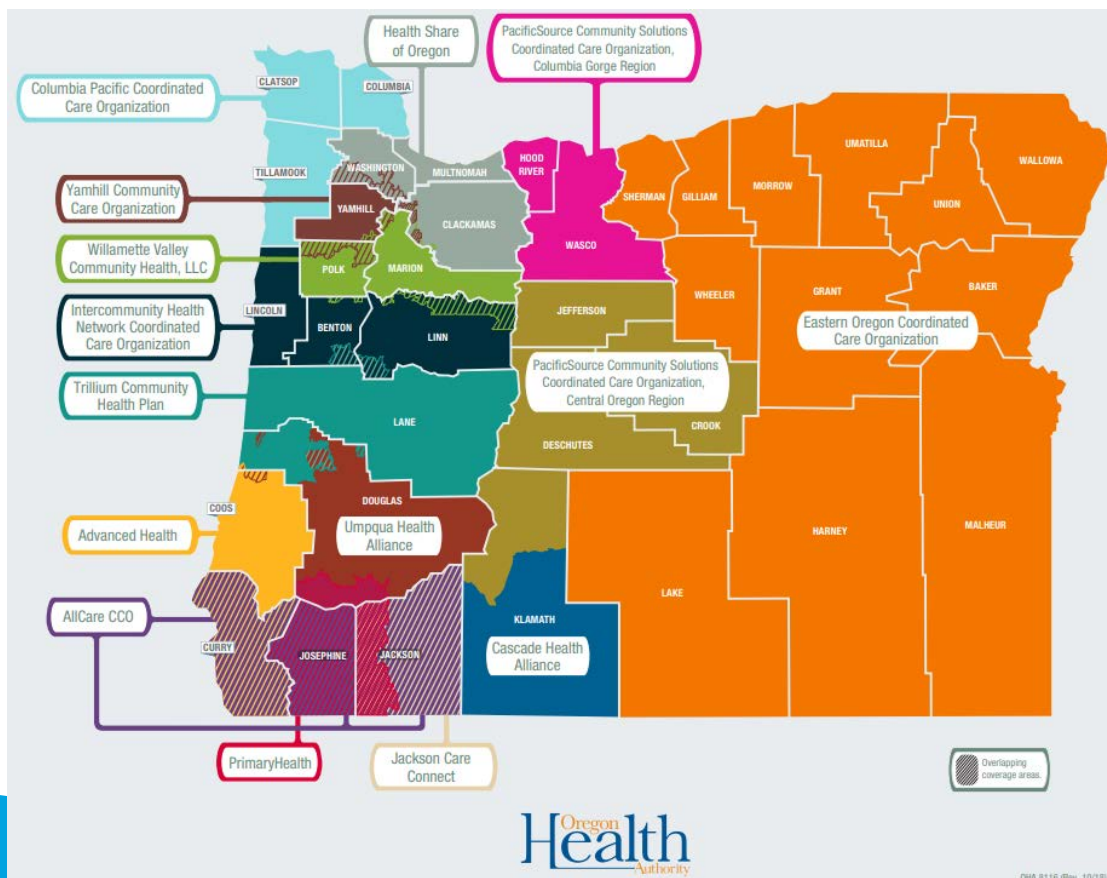 Health Share
of Oregon
PacificSource Community Solutions
Coordinated Care Organization,
Columbia Gorge Region
Columbia Pacific Coordinated
Care Organization
CLATSOP
COLUMBIA
TILLAMOOK
WASHINGTON
MULTNOMAH
HOOD
RIVER
SHERMAN
GILLIAM
MORROW
UMATILLA
UNION
WALLOWA
Yamhill Community
Care Organization
YAMHILL
CLACKAMAS
WASCO
Willamette Valley
Community Health, LLC
POLK
MARION
WHEELER
GRANT
BAKER
Intercommunity Health
Network Coordinated
Care Organization
LINCOLN
BENTON
LINN
JEFFERSON
Eastern Oregon Coordinated
Care Organization
PacificSource Community Solutions
Coordinated Care Organization,
Central Oregon Region
Trillium Community
Health Plan
LANE
CROOK
DESCHUTES
COOS
DOUGLAS
Umpqua Health
Alliance
Advanced Health
HARNEY
MALHEUR
LAKE
AllCare CCO
CURRY
JOSEPHINE
JACKSON
KLAMATH
Cascade Health
Alliance
PrimaryHealth
Jackson Care
Connect
Overlapping
coverage areas.
Oregon
Health
Authority
OHA 8116 (Rev. 10/18)